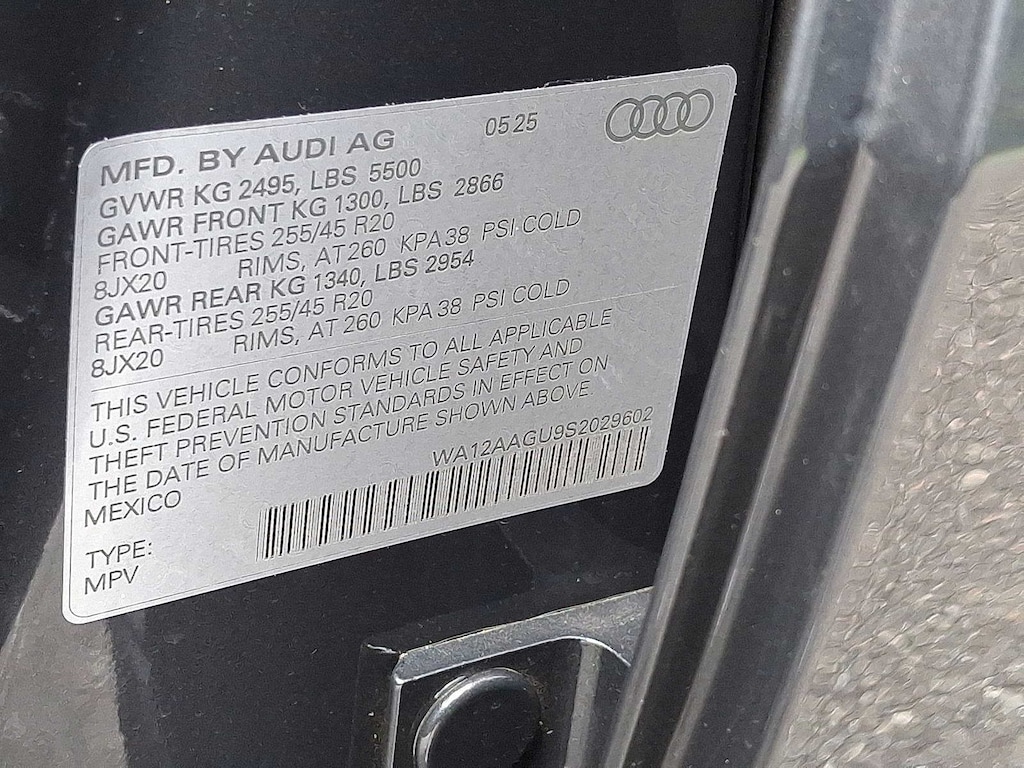 MFD. BY AUDI AG 0525
GVWR KG 2495, LBS 5500
GAWR FRONT KG 1300, LBS 2866
FRONT-TIRES 255/45 R20
8JX20 RIMS, AT 260 KPA 38 PSI COLD
GAWR REAR KG 1340, LBS 2954
REAR-TIRES 255/45 R20
8JX20 RIMS, AT 260 KPA 38 PSI COLD
THIS VEHICLE CONFORMS TO ALL APPLICABLE
U.S. FEDERAL MOTOR VEHICLE SAFETY AND
THEFT PREVENTION STANDARDS IN EFFECT ON
THE DATE OF MANUFACTURE SHOWN ABOVE.
MEXICO WA12AAGU9S2029602
TYPE:
MPV